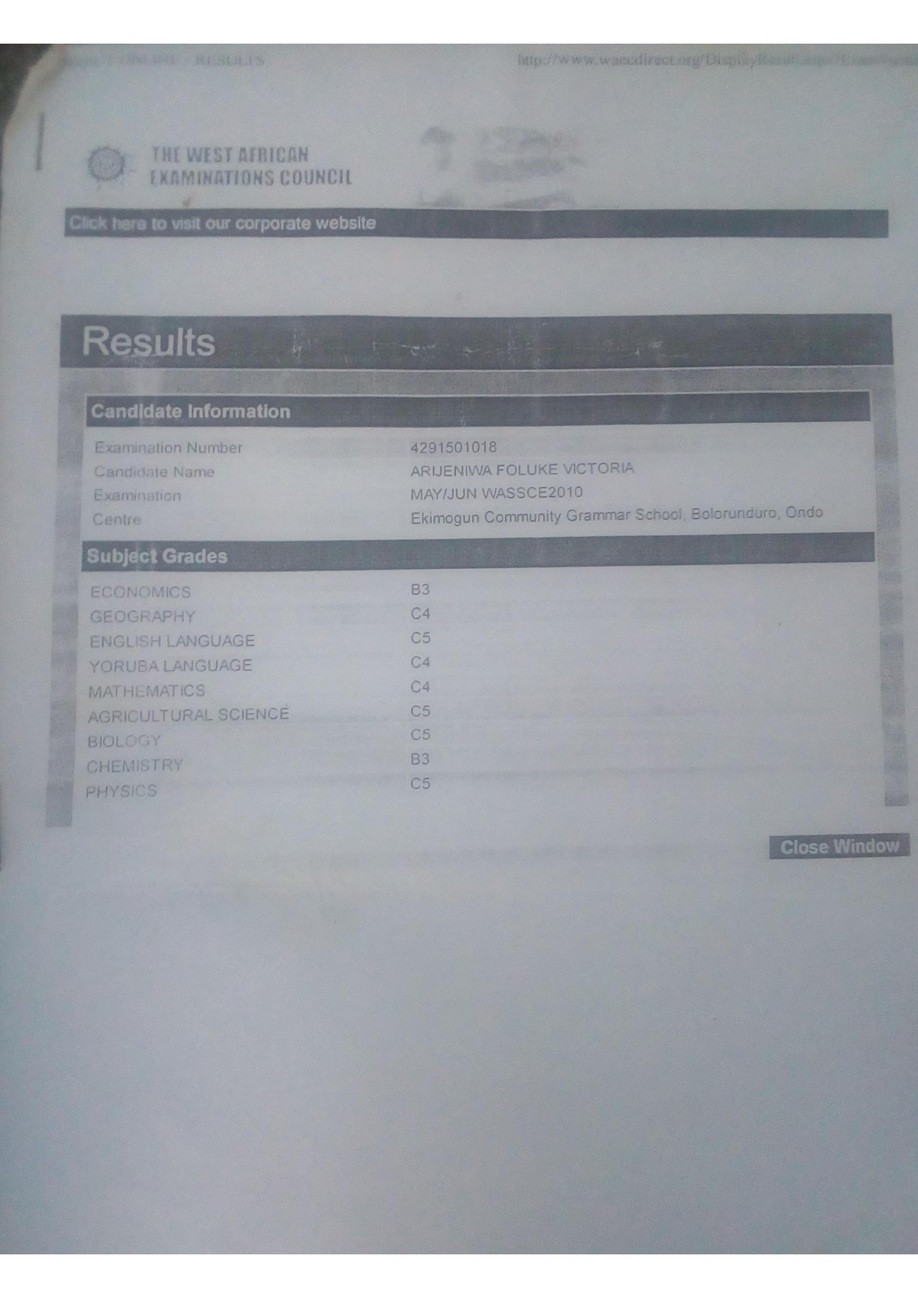 RESULTS
http://www.waecdirect.org/DisplayResult
THE WEST AFRICAN
EXAMINATIONS COUNCIL
Click here to visit our corporate website
Results
Candidate Information
Examination Number 4291501018
Candidate Name ARIJENIWA FOLUKE VICTORIA
Examination MAY/JUN WASSCE2010
Centre Ekimogun Community Grammar School, Bolorunduro, Ondo
Subject Grades
ECONOMICS B3
GEOGRAPHY C4
ENGLISH LANGUAGE C5
YORUBA LANGUAGE C4
MATHEMATICS C4
AGRICULTURAL SCIENCE C5
BIOLOGY C5
CHEMISTRY B3
PHYSICS C5
Close Window